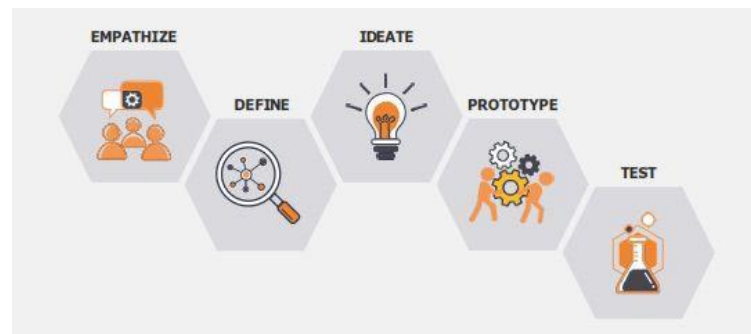 EMPATHIZE
DEFINE
IDEATE
PROTOTYPE
TEST